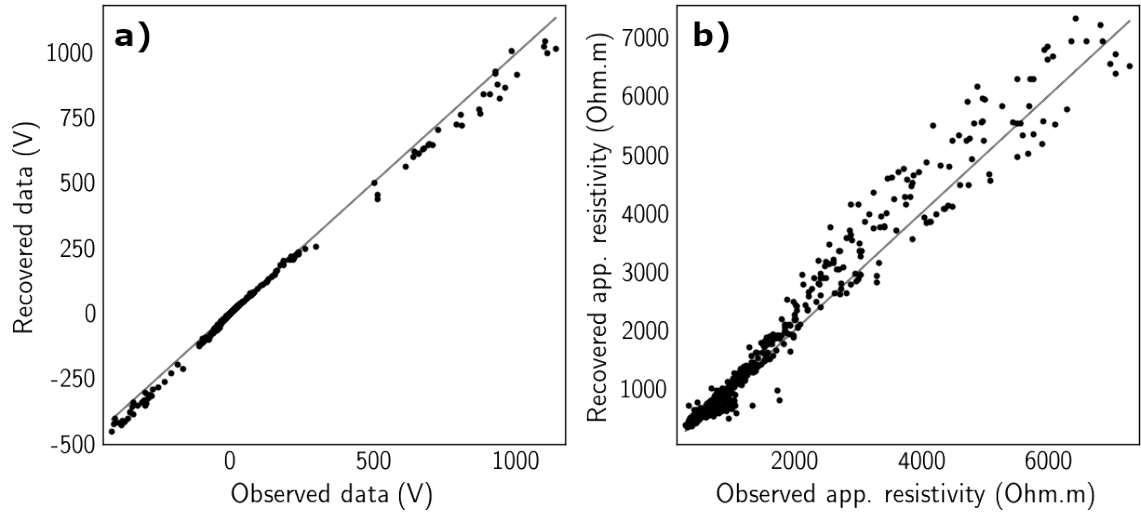 a)
1000
750
500
250
0
-250
-500
Recovered data (V)
0 500 1000
Observed data (V)
b)
7000
6000
5000
4000
3000
2000
1000
Recovered app. resistivity (Ohm.m)
2000 4000 6000
Observed app. resistivity (Ohm.m)